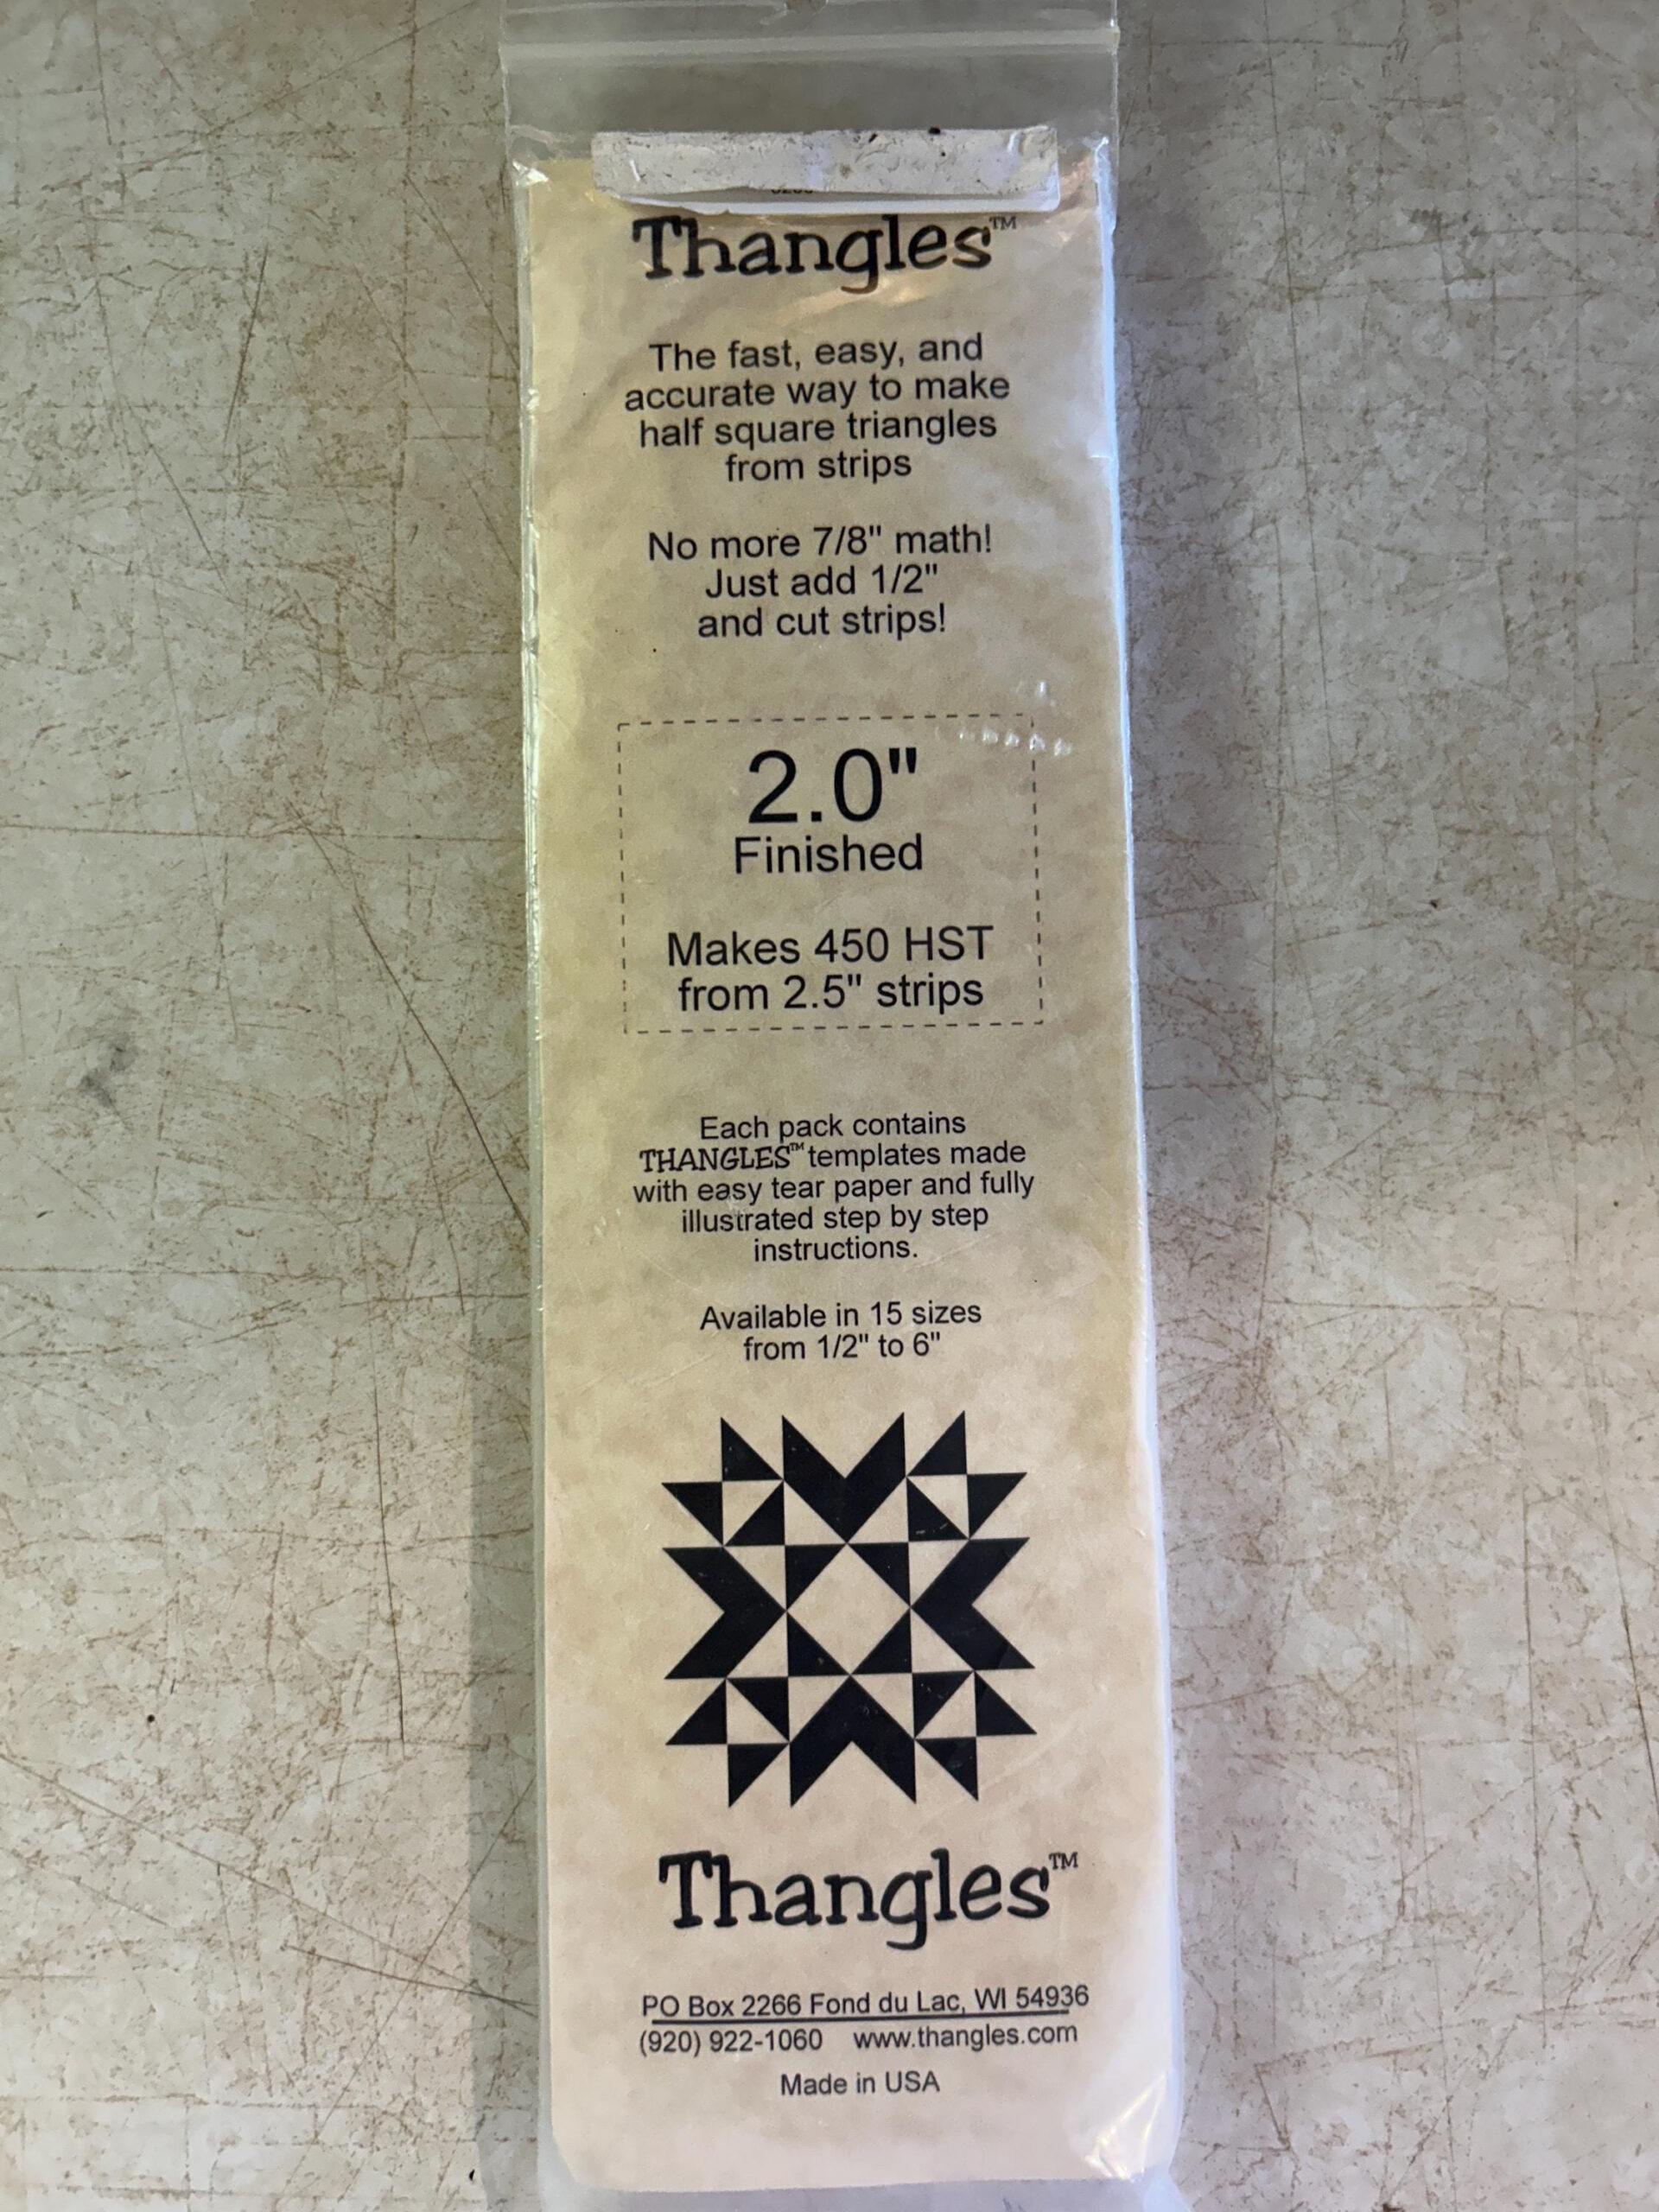 Thangles™
The fast, easy, and
accurate way to make
half square triangles
from strips
No more 7/8" math!
Just add 1/2"
and cut strips!
2.0"
Finished
Makes 450 HST
from 2.5" strips
Each pack contains
THANGLES™ templates made
with easy tear paper and fully
illustrated step by step
instructions.
Available in 15 sizes
from 1/2" to 6"
Thangles™
PO Box 2266 Fond du Lac, WI 54936
(920) 922-1060 www.thangles.com
Made in USA